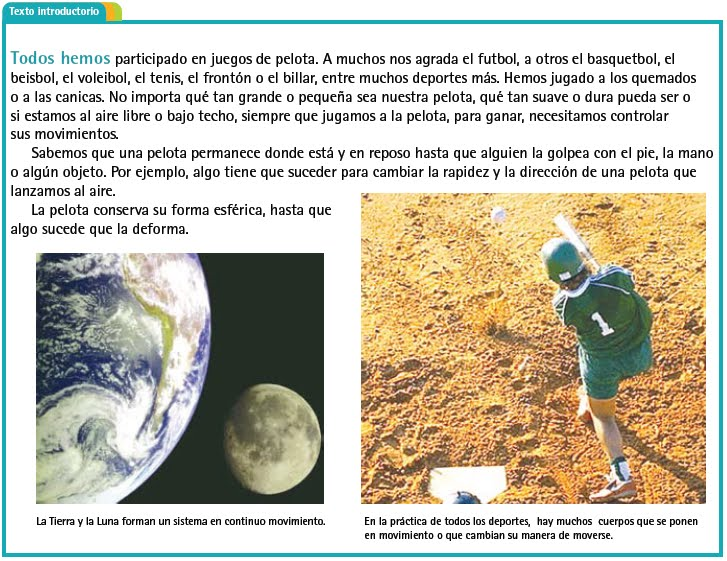 Texto introductorio
Todos hemos participado en juegos de pelota. A muchos nos agrada el futbol, a otros el basquetbol, el
beisbol, el voleibol, el tenis, el frontón o el billar, entre muchos deportes más. Hemos jugado a los quemados
o a las canicas. No importa qué tan grande o pequeña sea nuestra pelota, qué tan suave o dura pueda ser o
si estamos al aire libre o bajo techo, siempre que jugamos a la pelota, para ganar, necesitamos controlar
sus movimientos.
Sabemos que una pelota permanece donde está y en reposo hasta que alguien la golpea con el pie, la mano
o algún objeto. Por ejemplo, algo tiene que suceder para cambiar la rapidez y la dirección de una pelota que
lanzamos al aire.
La pelota conserva su forma esférica, hasta que
algo sucede que la deforma.
1
La Tierra y la Luna forman un sistema en continuo movimiento.
En la práctica de todos los deportes, hay muchos cuerpos que se ponen
en movimiento o que cambian su manera de moverse.